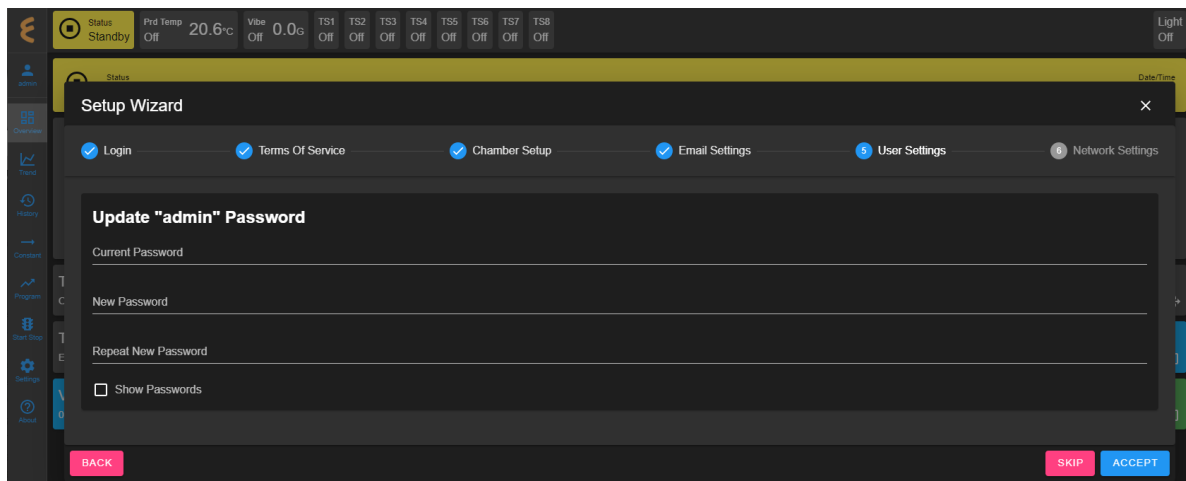 Status
Standby
Prd Temp
Off
20.6°C
Vibe
Off
0.0G
TS1
Off
TS2
Off
TS3
Off
TS4
Off
TS5
Off
TS6
Off
TS7
Off
TS8
Off
Light
Off
admin
Overview
Trend
History
Constant
Program
Start Stop
Settings
About
Status
Date/Time
Setup Wizard
Login
Terms Of Service
Chamber Setup
Email Settings
5 User Settings
6 Network Settings
Update "admin" Password
Current Password
New Password
Repeat New Password
Show Passwords
BACK
SKIP
ACCEPT